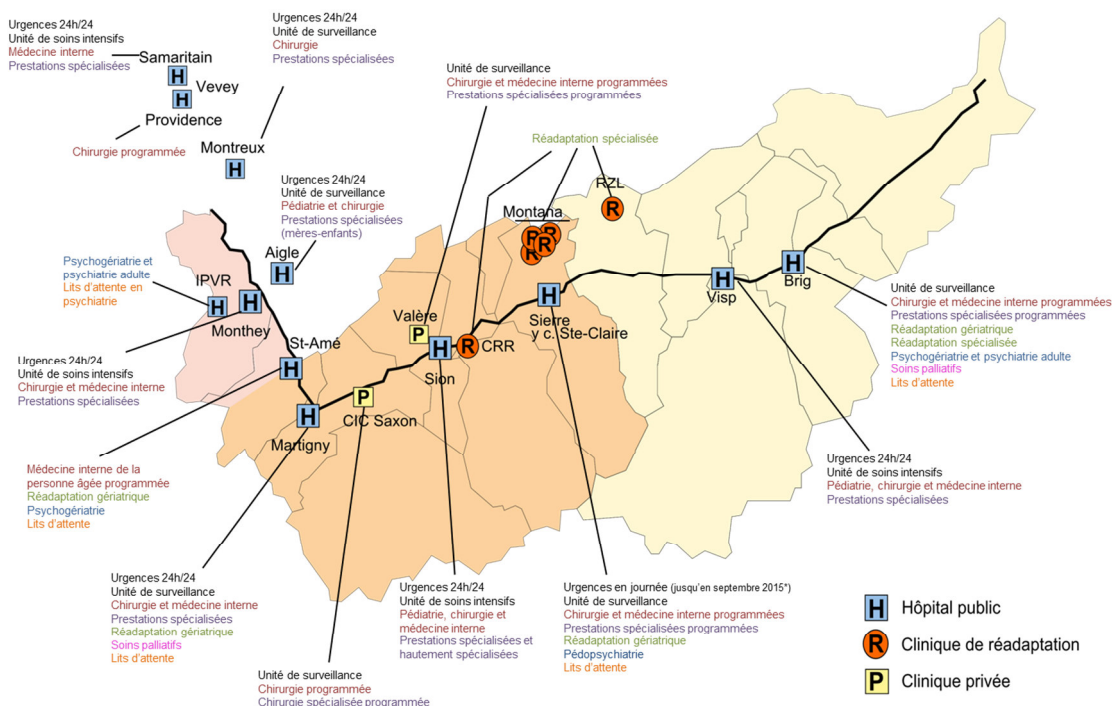 Urgences 24h/24
Unité de soins intensifs
Médecine interne
Prestations spécialisées
Samaritain
H
Vevey
H
Providence
Chirurgie programmée
Urgences 24h/24
Unité de surveillance
Chirurgie
Prestations spécialisées
Montreux
H
Unité de surveillance
Chirurgie et médecine interne programmées
Prestations spécialisées programmées
Réadaptation spécialisée
Urgences 24h/24
Unité de surveillance
Pédiatrie et chirurgie
Prestations spécialisées
(mères-enfants)
Aigle
H
RZL
R
Montana
R
R
R
R
Psychogériatrie et
psychiatrie adulte
Lits d'attente en
psychiatrie
IPVR
H
H
Monthey
Urgences 24h/24
Unité de soins intensifs
Chirurgie et médecine interne
Prestations spécialisées
St-Amé
H
Valère
P
H
Sion
R
CRR
H
Sierre
y c. Ste-Claire
H
Visp
H
Brig
Unité de surveillance
Chirurgie et médecine interne programmées
Prestations spécialisées programmées
Réadaptation gériatrique
Réadaptation spécialisée
Psychogériatrie et psychiatrie adulte
Soins palliatifs
Lits d'attente
H
Martigny
P
CIC Saxon
Médecine interne de la
personne âgée programmée
Réadaptation gériatrique
Psychogériatrie
Lits d'attente
Urgences 24h/24
Unité de soins intensifs
Pédiatrie, chirurgie et médecine interne
Prestations spécialisées
Urgences 24h/24
Unité de surveillance
Chirurgie et médecine interne
Prestations spécialisées
Réadaptation gériatrique
Soins palliatifs
Lits d'attente
Unité de surveillance
Chirurgie programmée
Chirurgie spécialisée programmée
Urgences 24h/24
Unité de soins intensifs
Pédiatrie, chirurgie et
médecine interne
Prestations spécialisées et
hautement spécialisées
Urgences en journée (jusqu'en septembre 2015*)
Unité de surveillance
Chirurgie et médecine interne programmées
Prestations spécialisées programmées
Réadaptation gériatrique
Pédopsychiatrie
Lits d'attente
H Hôpital public
R Clinique de réadaptation
P Clinique privée